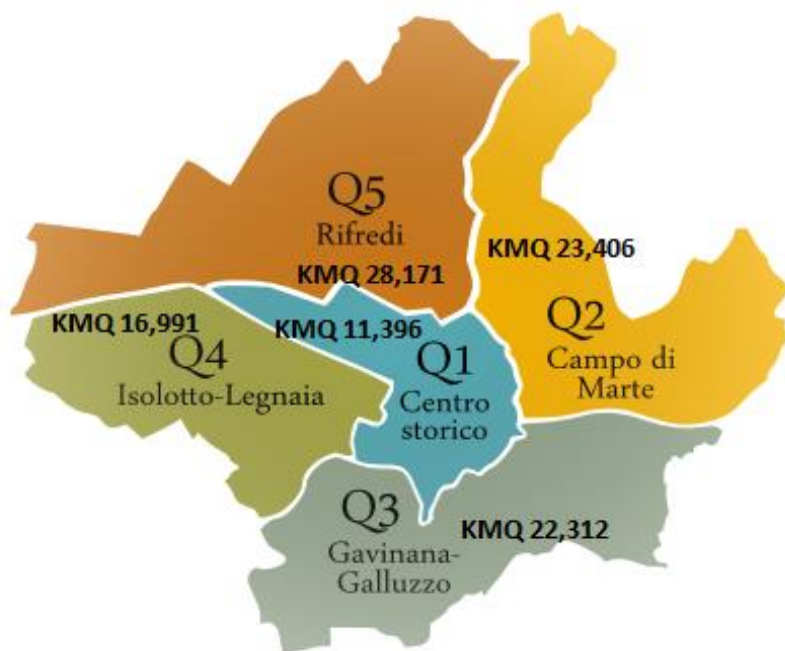 Q5
Rifredi
KMQ 28,171
KMQ 23,406
Q2
Campo di
Marte
KMQ 16,991
Q4
Isolotto-Legnaia
KMQ 11,396
Q1
Centro
storico
Q3
Gavinana-
Galluzzo
KMQ 22,312